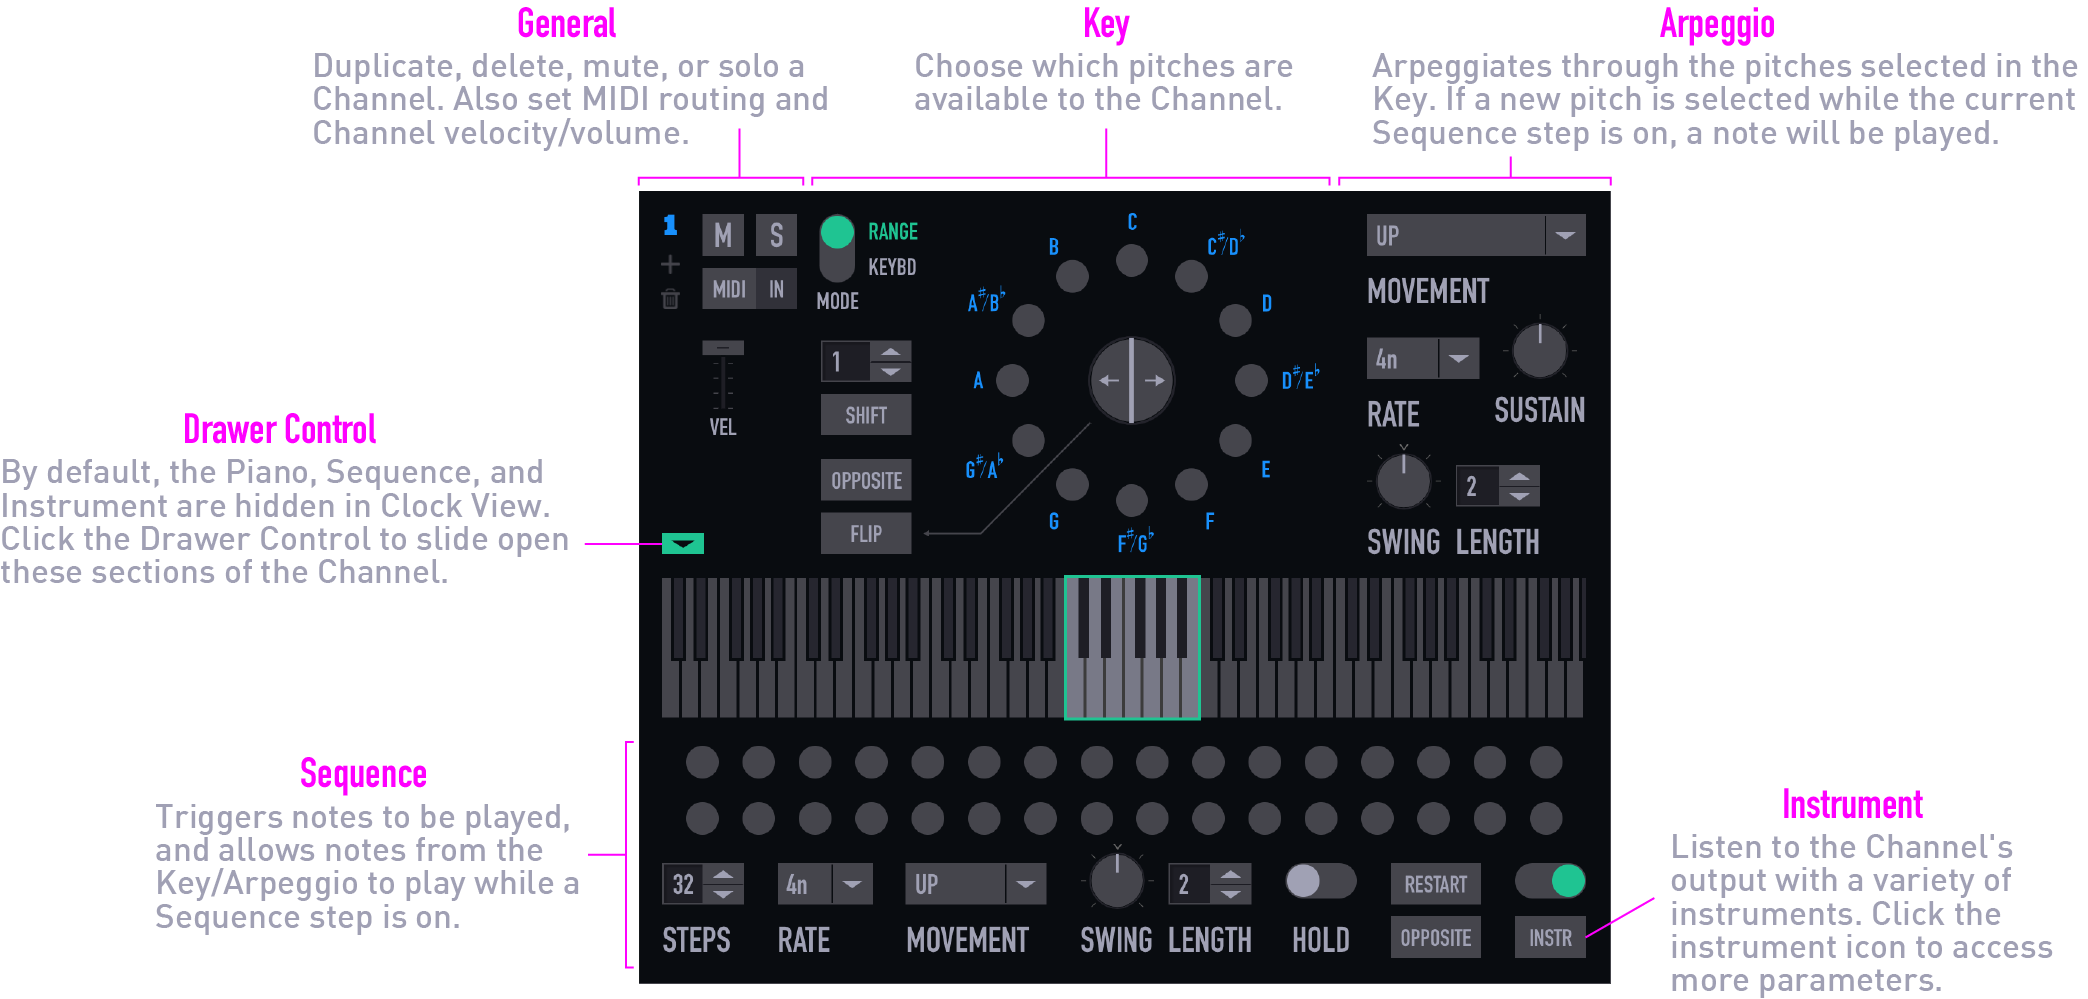 General
Duplicate, delete, mute, or solo a
Channel. Also set MIDI routing and
Channel velocity/volume.
Key
Choose which pitches are
available to the Channel.
Arpeggio
Arpeggiates through the pitches selected in the
Key. If a new pitch is selected while the current
Sequence step is on, a note will be played.
1
M
S
MIDI
IN
VEL
RANGE
KEYBD
MODE
1
SHIFT
OPPOSITE
FLIP
C
C♯/D♭
D
D♯/E♭
E
F
F♯/G♭
G
G♯/A♭
A
A♯/B♭
B
UP
MOVEMENT
4n
RATE
SUSTAIN
2
SWING
LENGTH
Drawer Control
By default, the Piano, Sequence, and
Instrument are hidden in Clock View.
Click the Drawer Control to slide open
these sections of the Channel.
Sequence
Triggers notes to be played,
and allows notes from the
Key/Arpeggio to play while a
Sequence step is on.
32
STEPS
4n
RATE
UP
MOVEMENT
SWING
2
LENGTH
HOLD
RESTART
OPPOSITE
INSTR
Instrument
Listen to the Channel's
output with a variety of
instruments. Click the
instrument icon to access
more parameters.